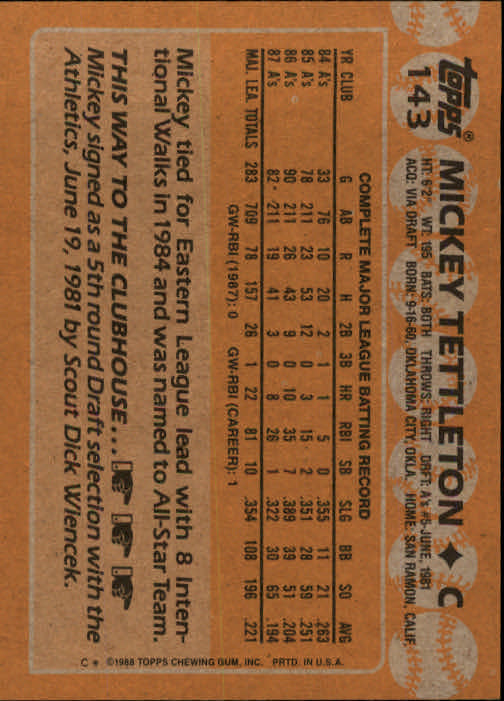 topps®
143
MICKEY TETTLETON ✦ C
HT: 6'2" WT: 195 BATS: BOTH THROWS: RIGHT DRFT: A's #5-JUNE 1981
ACQ: VIA DRAFT BORN: 9-16-60, OKLAHOMA CITY, OKLA. HOME: SAN RAMON, CALIF.
COMPLETE MAJOR LEAGUE BATTING RECORD
YR CLUB G AB R H 2B 3B HR RBI SB SLG BB SO AVG
84 A's 33 76 10 20 2 1 1 5 0 .355 11 21 .263
85 A's 78 211 23 53 12 0 3 15 2 .351 28 59 .251
86 A's 90 211 26 43 9 0 10 35 7 .389 39 51 .204
87 A's 82 211 19 41 3 0 8 26 1 .322 30 65 .194
MAJ. LEA. TOTALS 283 709 78 157 26 1 22 81 10 .354 108 196 .221
GW-RBI (1987): 0 GW-RBI (CAREER): 1
Mickey tied for Eastern League lead with 8 Inten-
tional Walks in 1984 and was named to All-Star Team.
THIS WAY TO THE CLUBHOUSE...
Mickey signed as a 5th round Draft selection with the
Athletics, June 19, 1981 by Scout Dick Wiencek.
C * ©1988 TOPPS CHEWING GUM, INC. PRTD. IN U.S.A.